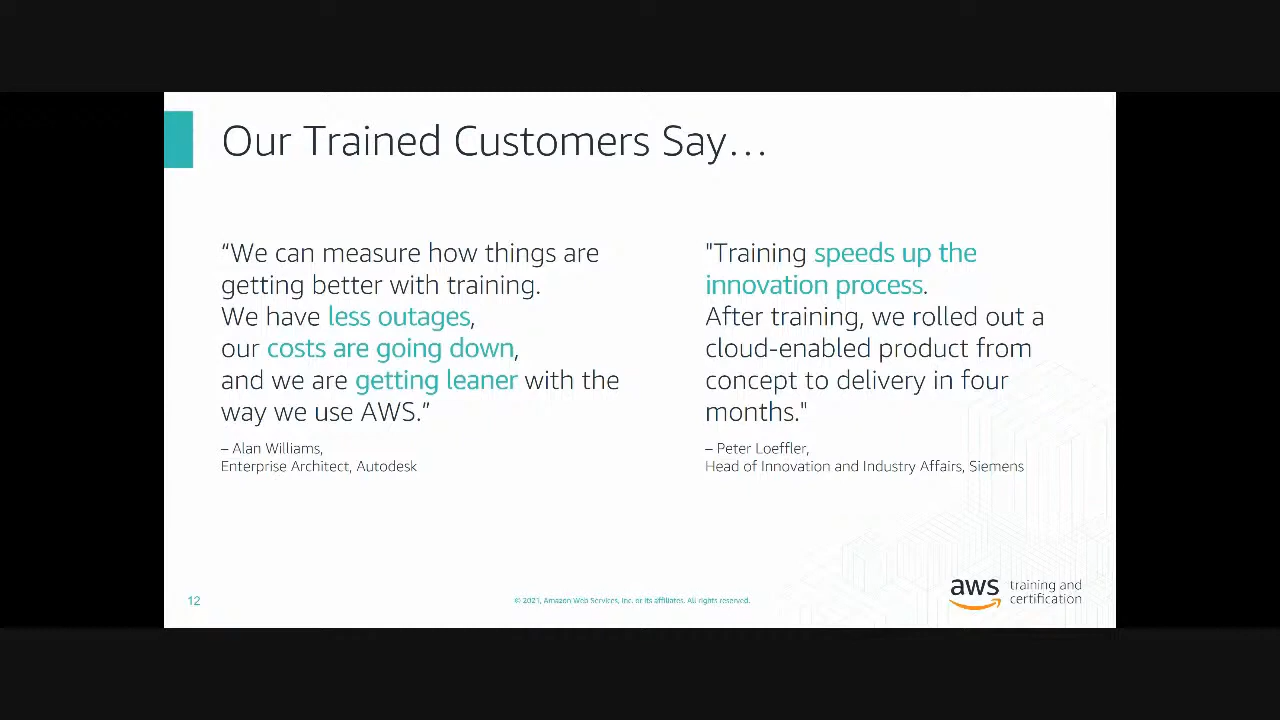 Our Trained Customers Say…
“We can measure how things are
getting better with training.
We have less outages,
our costs are going down,
and we are getting leaner with the
way we use AWS.”
– Alan Williams,
Enterprise Architect, Autodesk
"Training speeds up the
innovation process.
After training, we rolled out a
cloud-enabled product from
concept to delivery in four
months."
– Peter Loeffler,
Head of Innovation and Industry Affairs, Siemens
12
© 2021, Amazon Web Services, Inc. or its affiliates. All rights reserved.
aws training and
certification